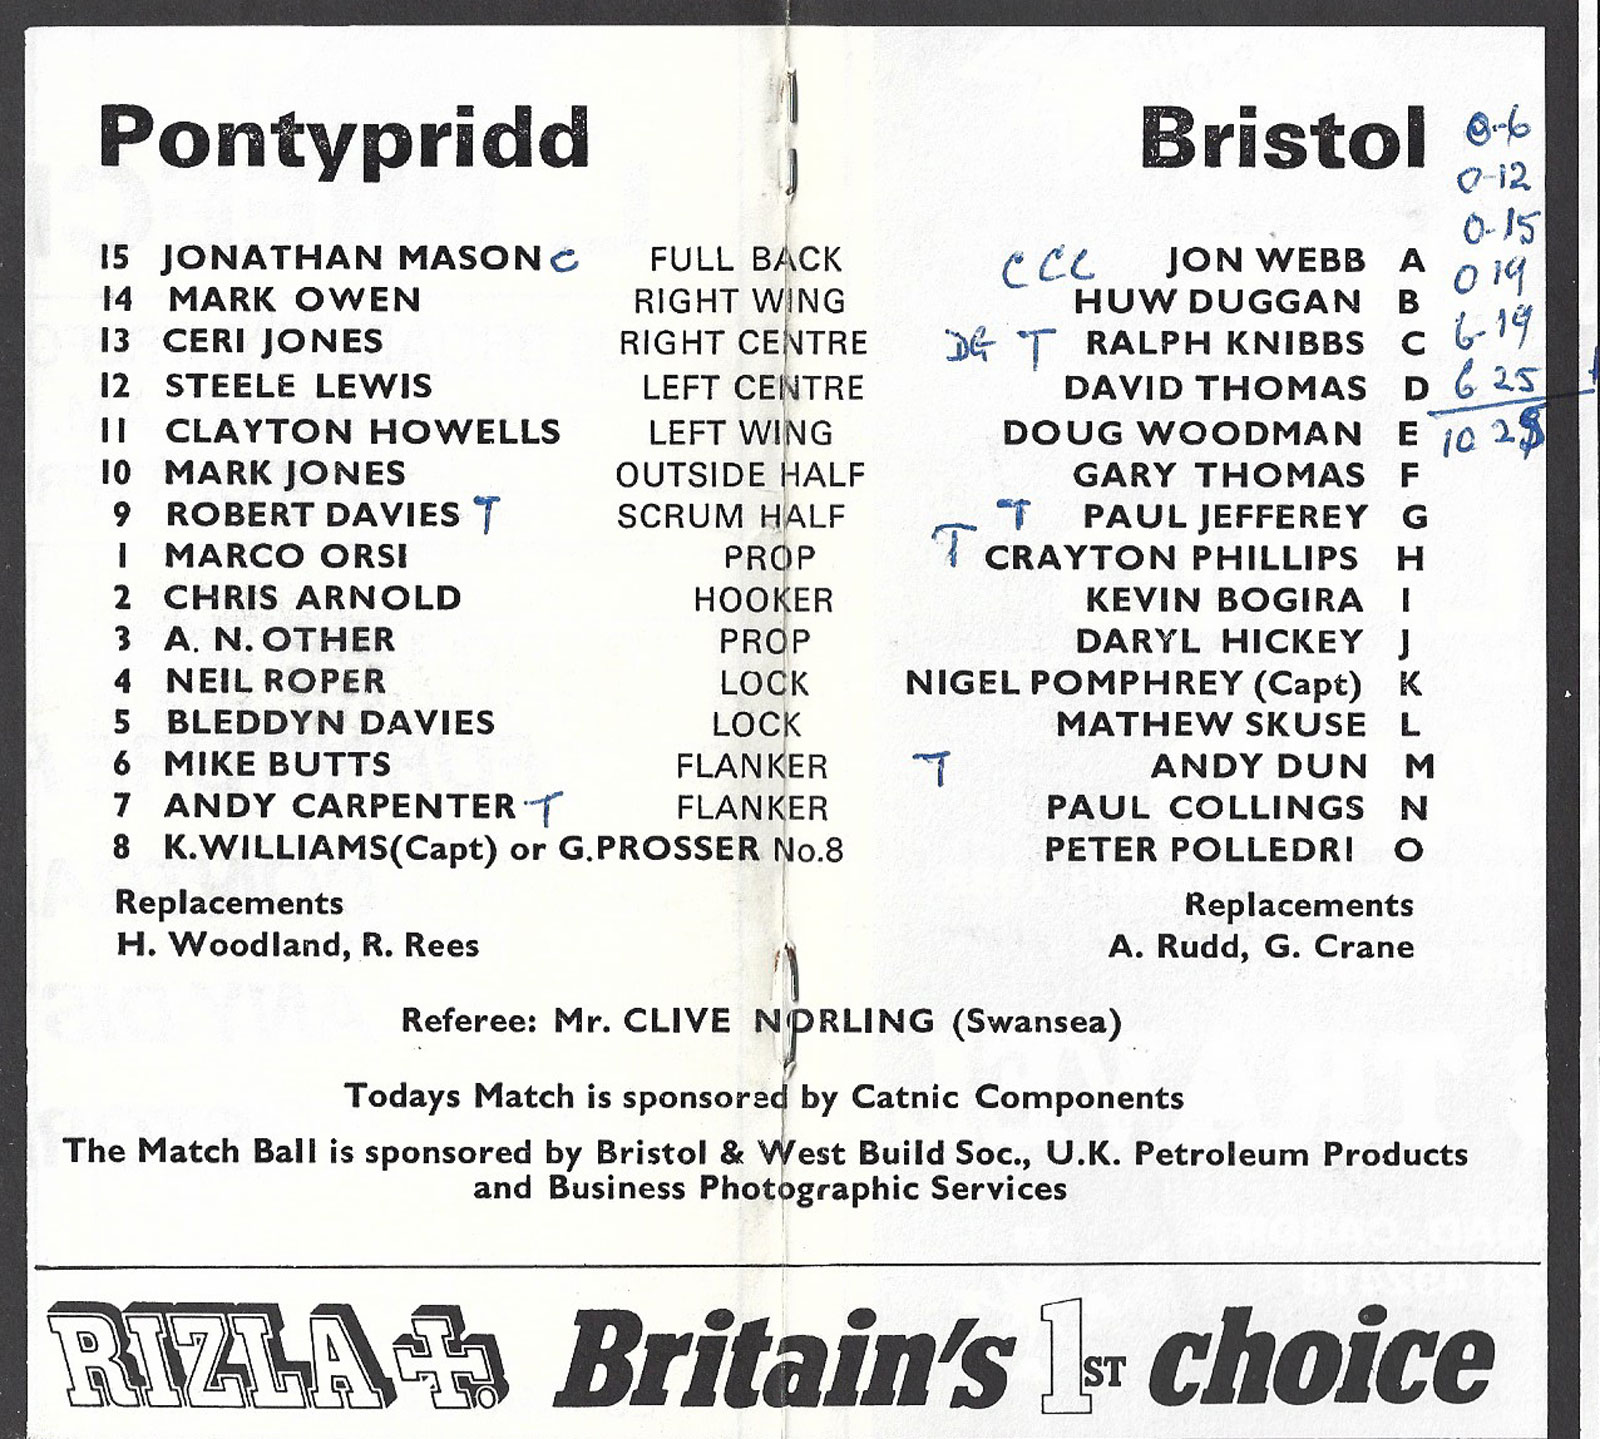 Pontypridd Bristol 0-6
0-12
0-15
15 JONATHAN MASON C FULL BACK C C C JON WEBB A
0 19
14 MARK OWEN RIGHT WING HUW DUGGAN B
13 CERI JONES RIGHT CENTRE DG T RALPH KNIBBS C 6-19
12 STEELE LEWIS LEFT CENTRE DAVID THOMAS D 6 25
11 CLAYTON HOWELLS LEFT WING DOUG WOODMAN E 10
10 MARK JONES OUTSIDE HALF GARY THOMAS F
9 ROBERT DAVIES T SCRUM HALF T PAUL JEFFEREY G
1 MARCO ORSI PROP T CRAYTON PHILLIPS H
2 CHRIS ARNOLD HOOKER KEVIN BOGIRA I
3 A. N. OTHER PROP DARYL HICKEY J
4 NEIL ROPER LOCK NIGEL POMPHREY (Capt) K
5 BLEDDYN DAVIES LOCK MATHEW SKUSE L
6 MIKE BUTTS FLANKER T ANDY DUN M
7 ANDY CARPENTER T FLANKER PAUL COLLINGS N
8 K.WILLIAMS(Capt) or G.PROSSER No.8 PETER POLLEDRI O
Replacements Replacements
H. Woodland, R. Rees A. Rudd, G. Crane
Referee: Mr. CLIVE NORLING (Swansea)
Todays Match is sponsored by Catnic Components
The Match Ball is sponsored by Bristol & West Build Soc., U.K. Petroleum Products
and Business Photographic Services
RIZLA+. Britain's 1ST choice